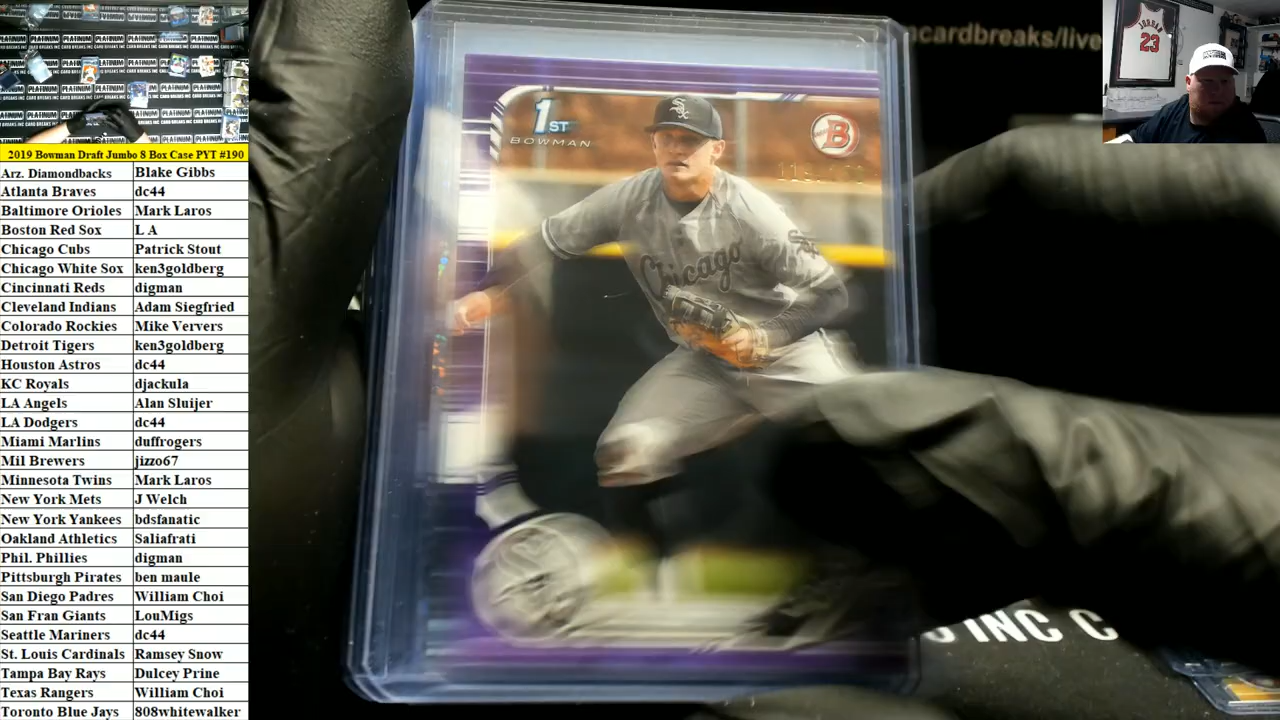 PLATINUM
ncardbreaks/live
JORDAN
23
2019 Bowman Draft Jumbo 8 Box Case PYT #190
Arz. Diamondbacks Blake Gibbs
Atlanta Braves dc44
Baltimore Orioles Mark Laros
Boston Red Sox L A
Chicago Cubs Patrick Stout
Chicago White Sox ken3goldberg
Cincinnati Reds digman
Cleveland Indians Adam Siegfried
Colorado Rockies Mike Ververs
Detroit Tigers ken3goldberg
Houston Astros dc44
KC Royals djackula
LA Angels Alan Sluijer
LA Dodgers dc44
Miami Marlins duffrogers
Mil Brewers jizzo67
Minnesota Twins Mark Laros
New York Mets J Welch
New York Yankees bdsfanatic
Oakland Athletics Saliafrati
Phil. Phillies digman
Pittsburgh Pirates ben maule
San Diego Padres William Choi
San Fran Giants LouMigs
Seattle Mariners dc44
St. Louis Cardinals Ramsey Snow
Tampa Bay Rays Dulcey Prine
Texas Rangers William Choi
Toronto Blue Jays 808whitewalker
1ST
BOWMAN
B
Chicago
INC C